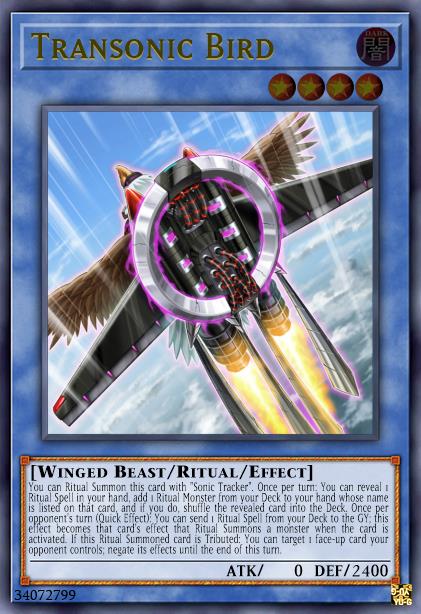 TRANSONIC BIRD
DARK
闇
[WINGED BEAST/RITUAL/EFFECT]
You can Ritual Summon this card with "Sonic Tracker". Once per turn: You can reveal 1
Ritual Spell in your hand, add 1 Ritual Monster from your Deck to your hand whose name
is listed on that card, and if you do, shuffle the revealed card into the Deck. Once per
opponent's turn (Quick Effect): You can send 1 Ritual Spell from your Deck to the GY; this
effect becomes that card's effect that Ritual Summons a monster when the card is
activated. If this Ritual Summoned card is Tributed: You can target 1 face-up card your
opponent controls; negate its effects until the end of this turn.
ATK/ 0 DEF/2400
34072799